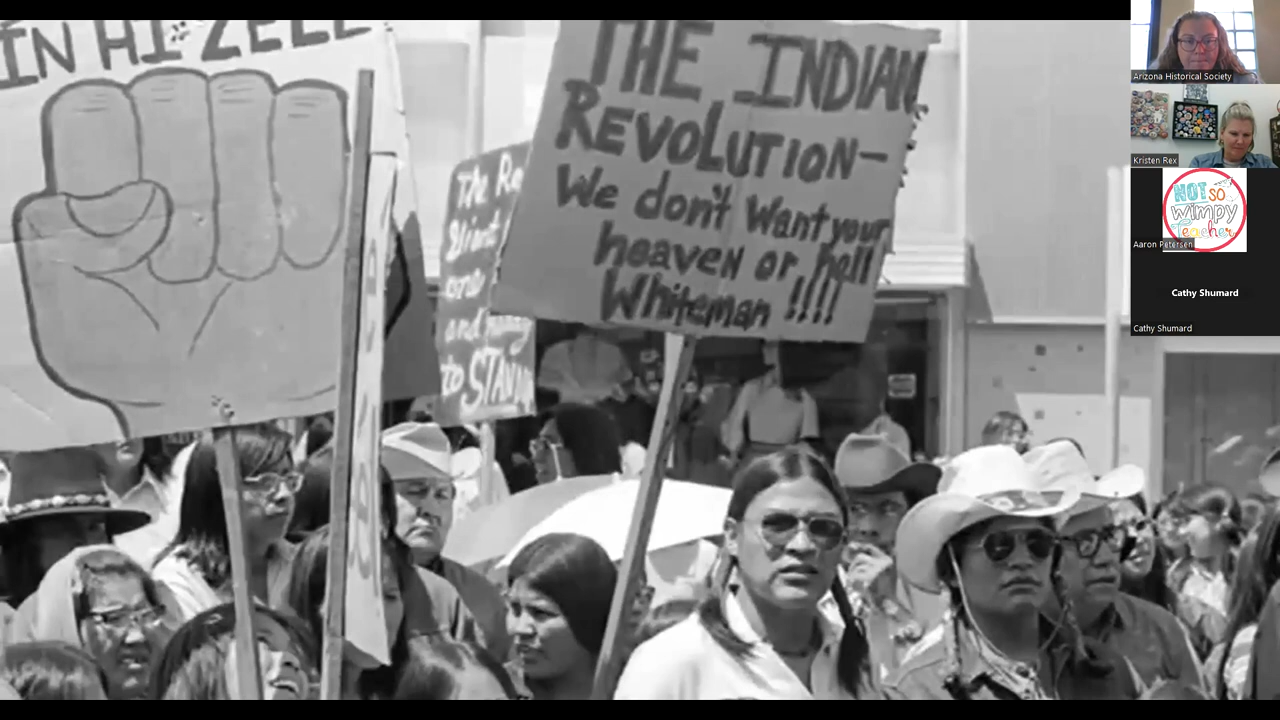 IN HI-ZELL
THE INDIAN
REVOLUTION-
We don't want your
heaven or hell
Whiteman !!!!
The Re
and
to STAN
Arizona Historical Society
Kristen Rex
NOT SO
wimpy
Teacher
Aaron Petersen
Cathy Shumard
Cathy Shumard